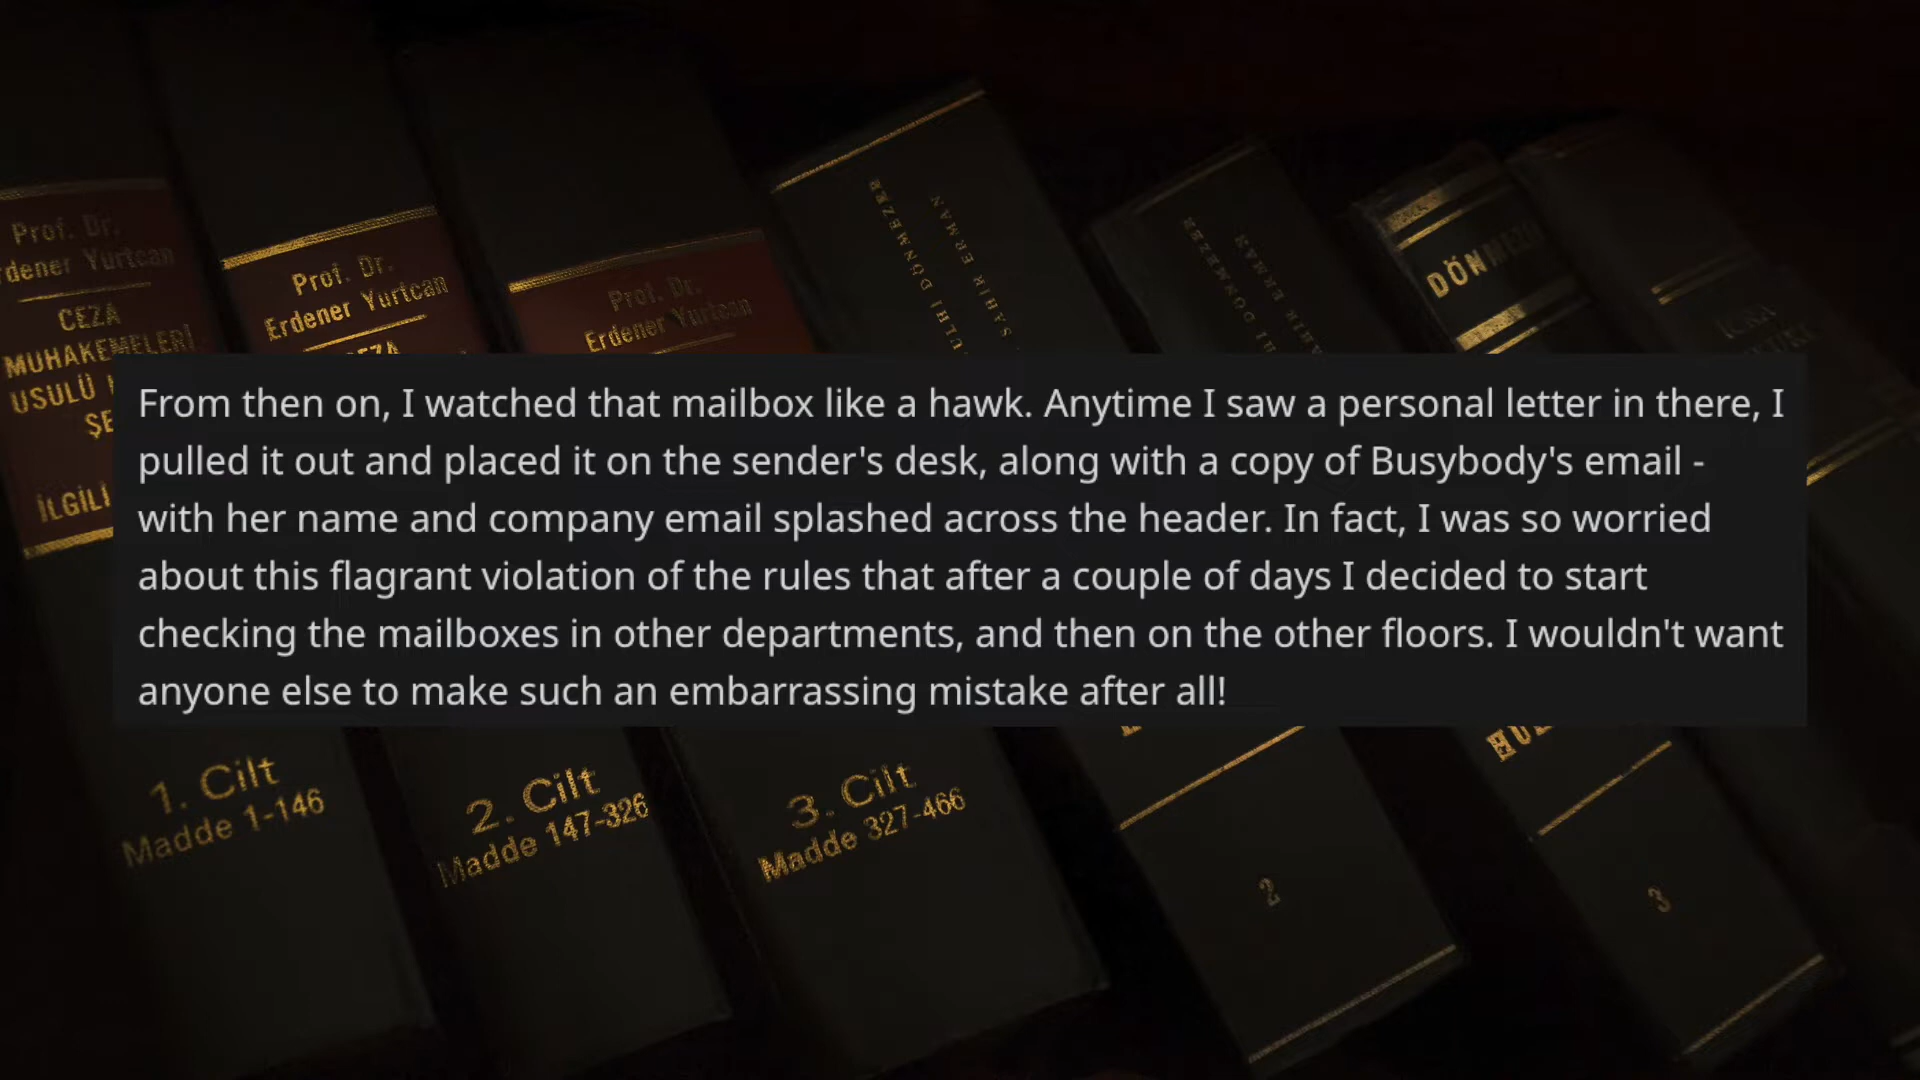 Prof. Dr.
Erdener Yurtcan
CEZA
MUHAKEMELERİ
USULÜ
Prof. Dr.
Erdener Yurtcan
Prof. Dr.
Erdener Yurtcan
SULHI DÖNMEZER
SAHİR ERMAN
From then on, I watched that mailbox like a hawk. Anytime I saw a personal letter in there, I
pulled it out and placed it on the sender's desk, along with a copy of Busybody's email -
with her name and company email splashed across the header. In fact, I was so worried
about this flagrant violation of the rules that after a couple of days I decided to start
checking the mailboxes in other departments, and then on the other floors. I wouldn't want
anyone else to make such an embarrassing mistake after all!
1. Cilt
Madde 1-146
2. Cilt
Madde 147-326
3. Cilt
Madde 327-466
2
3